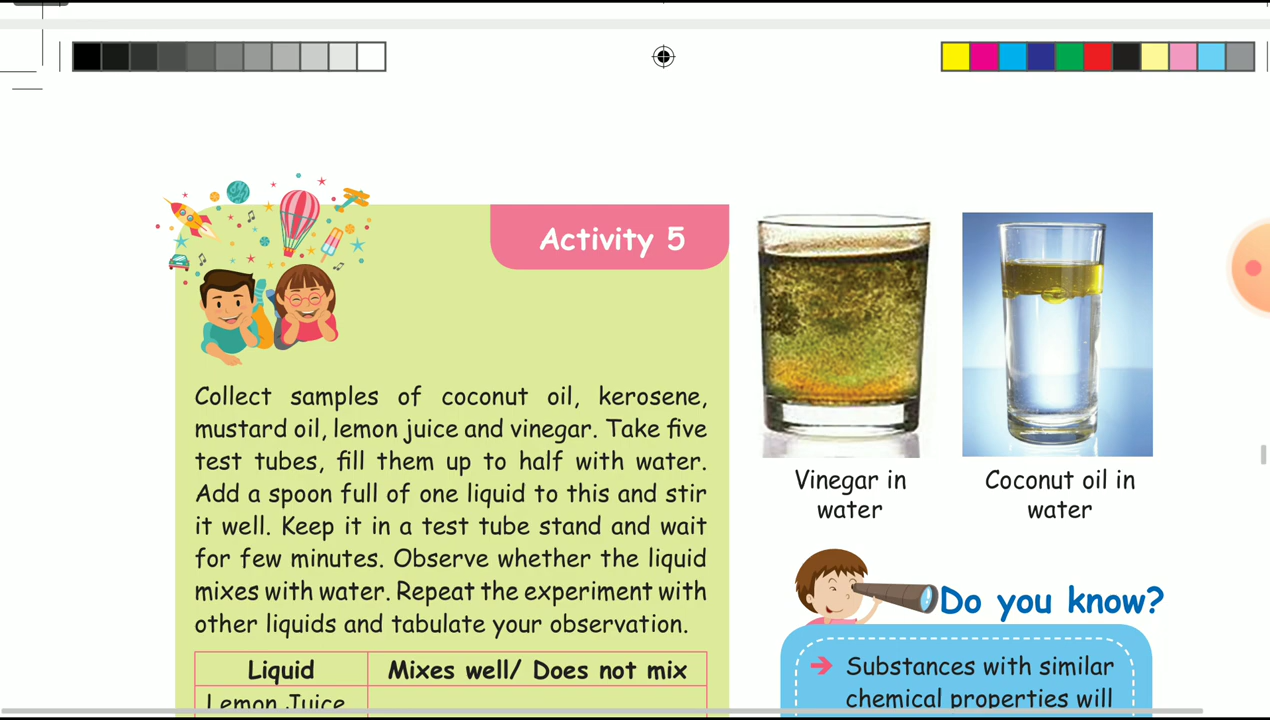 Activity 5
Collect samples of coconut oil, kerosene,
mustard oil, lemon juice and vinegar. Take five
test tubes, fill them up to half with water.
Add a spoon full of one liquid to this and stir
it well. Keep it in a test tube stand and wait
for few minutes. Observe whether the liquid
mixes with water. Repeat the experiment with
other liquids and tabulate your observation.
Liquid
Mixes well/ Does not mix
Lemon Juice
Vinegar in
water
Coconut oil in
water
Do you know?
Substances with similar
chemical properties will